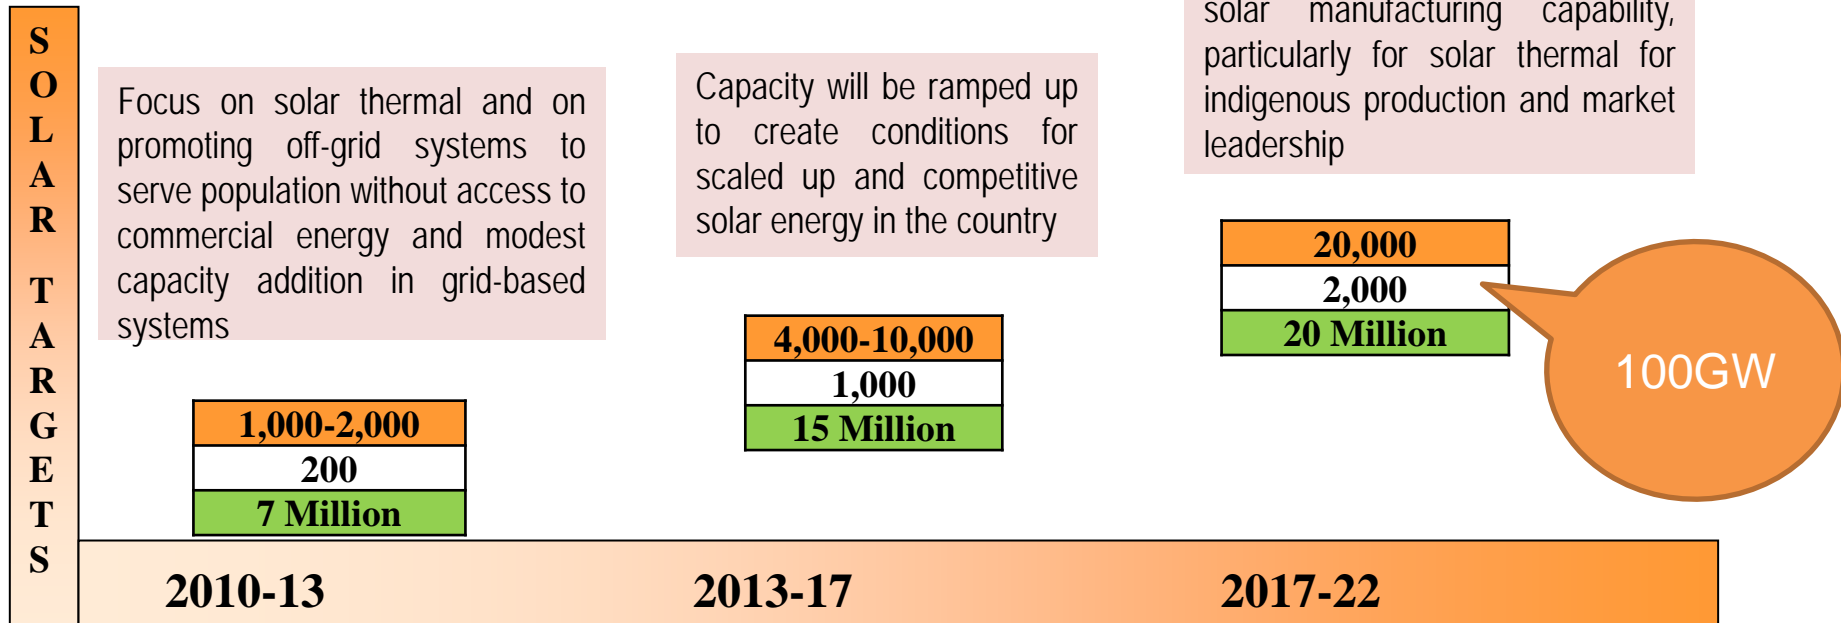 SOLAR TARGETS
Focus on solar thermal and on
promoting off-grid systems to
serve population without access to
commercial energy and modest
capacity addition in grid-based
systems
1,000-2,000
200
7 Million
2010-13
Capacity will be ramped up
to create conditions for
scaled up and competitive
solar energy in the country
4,000-10,000
1,000
15 Million
2013-17
solar manufacturing capability,
particularly for solar thermal for
indigenous production and market
leadership
20,000
2,000
20 Million
100GW
2017-22